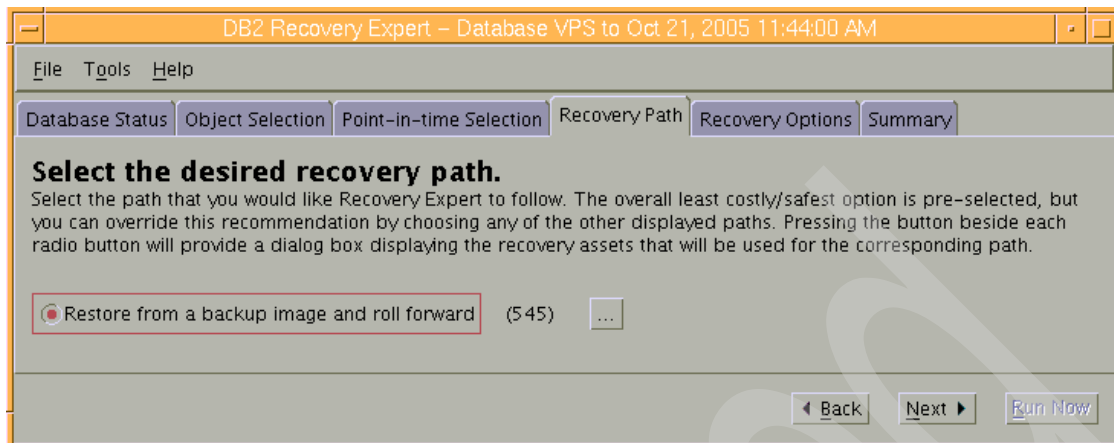 DB2 Recovery Expert – Database VPS to Oct 21, 2005 11:44:00 AM
File Tools Help
Database Status Object Selection Point-in-time Selection Recovery Path Recovery Options Summary
Select the desired recovery path.
Select the path that you would like Recovery Expert to follow. The overall least costly/safest option is pre-selected, but
you can override this recommendation by choosing any of the other displayed paths. Pressing the button beside each
radio button will provide a dialog box displaying the recovery assets that will be used for the corresponding path.
Restore from a backup image and roll forward (545) ...
Back Next Run Now